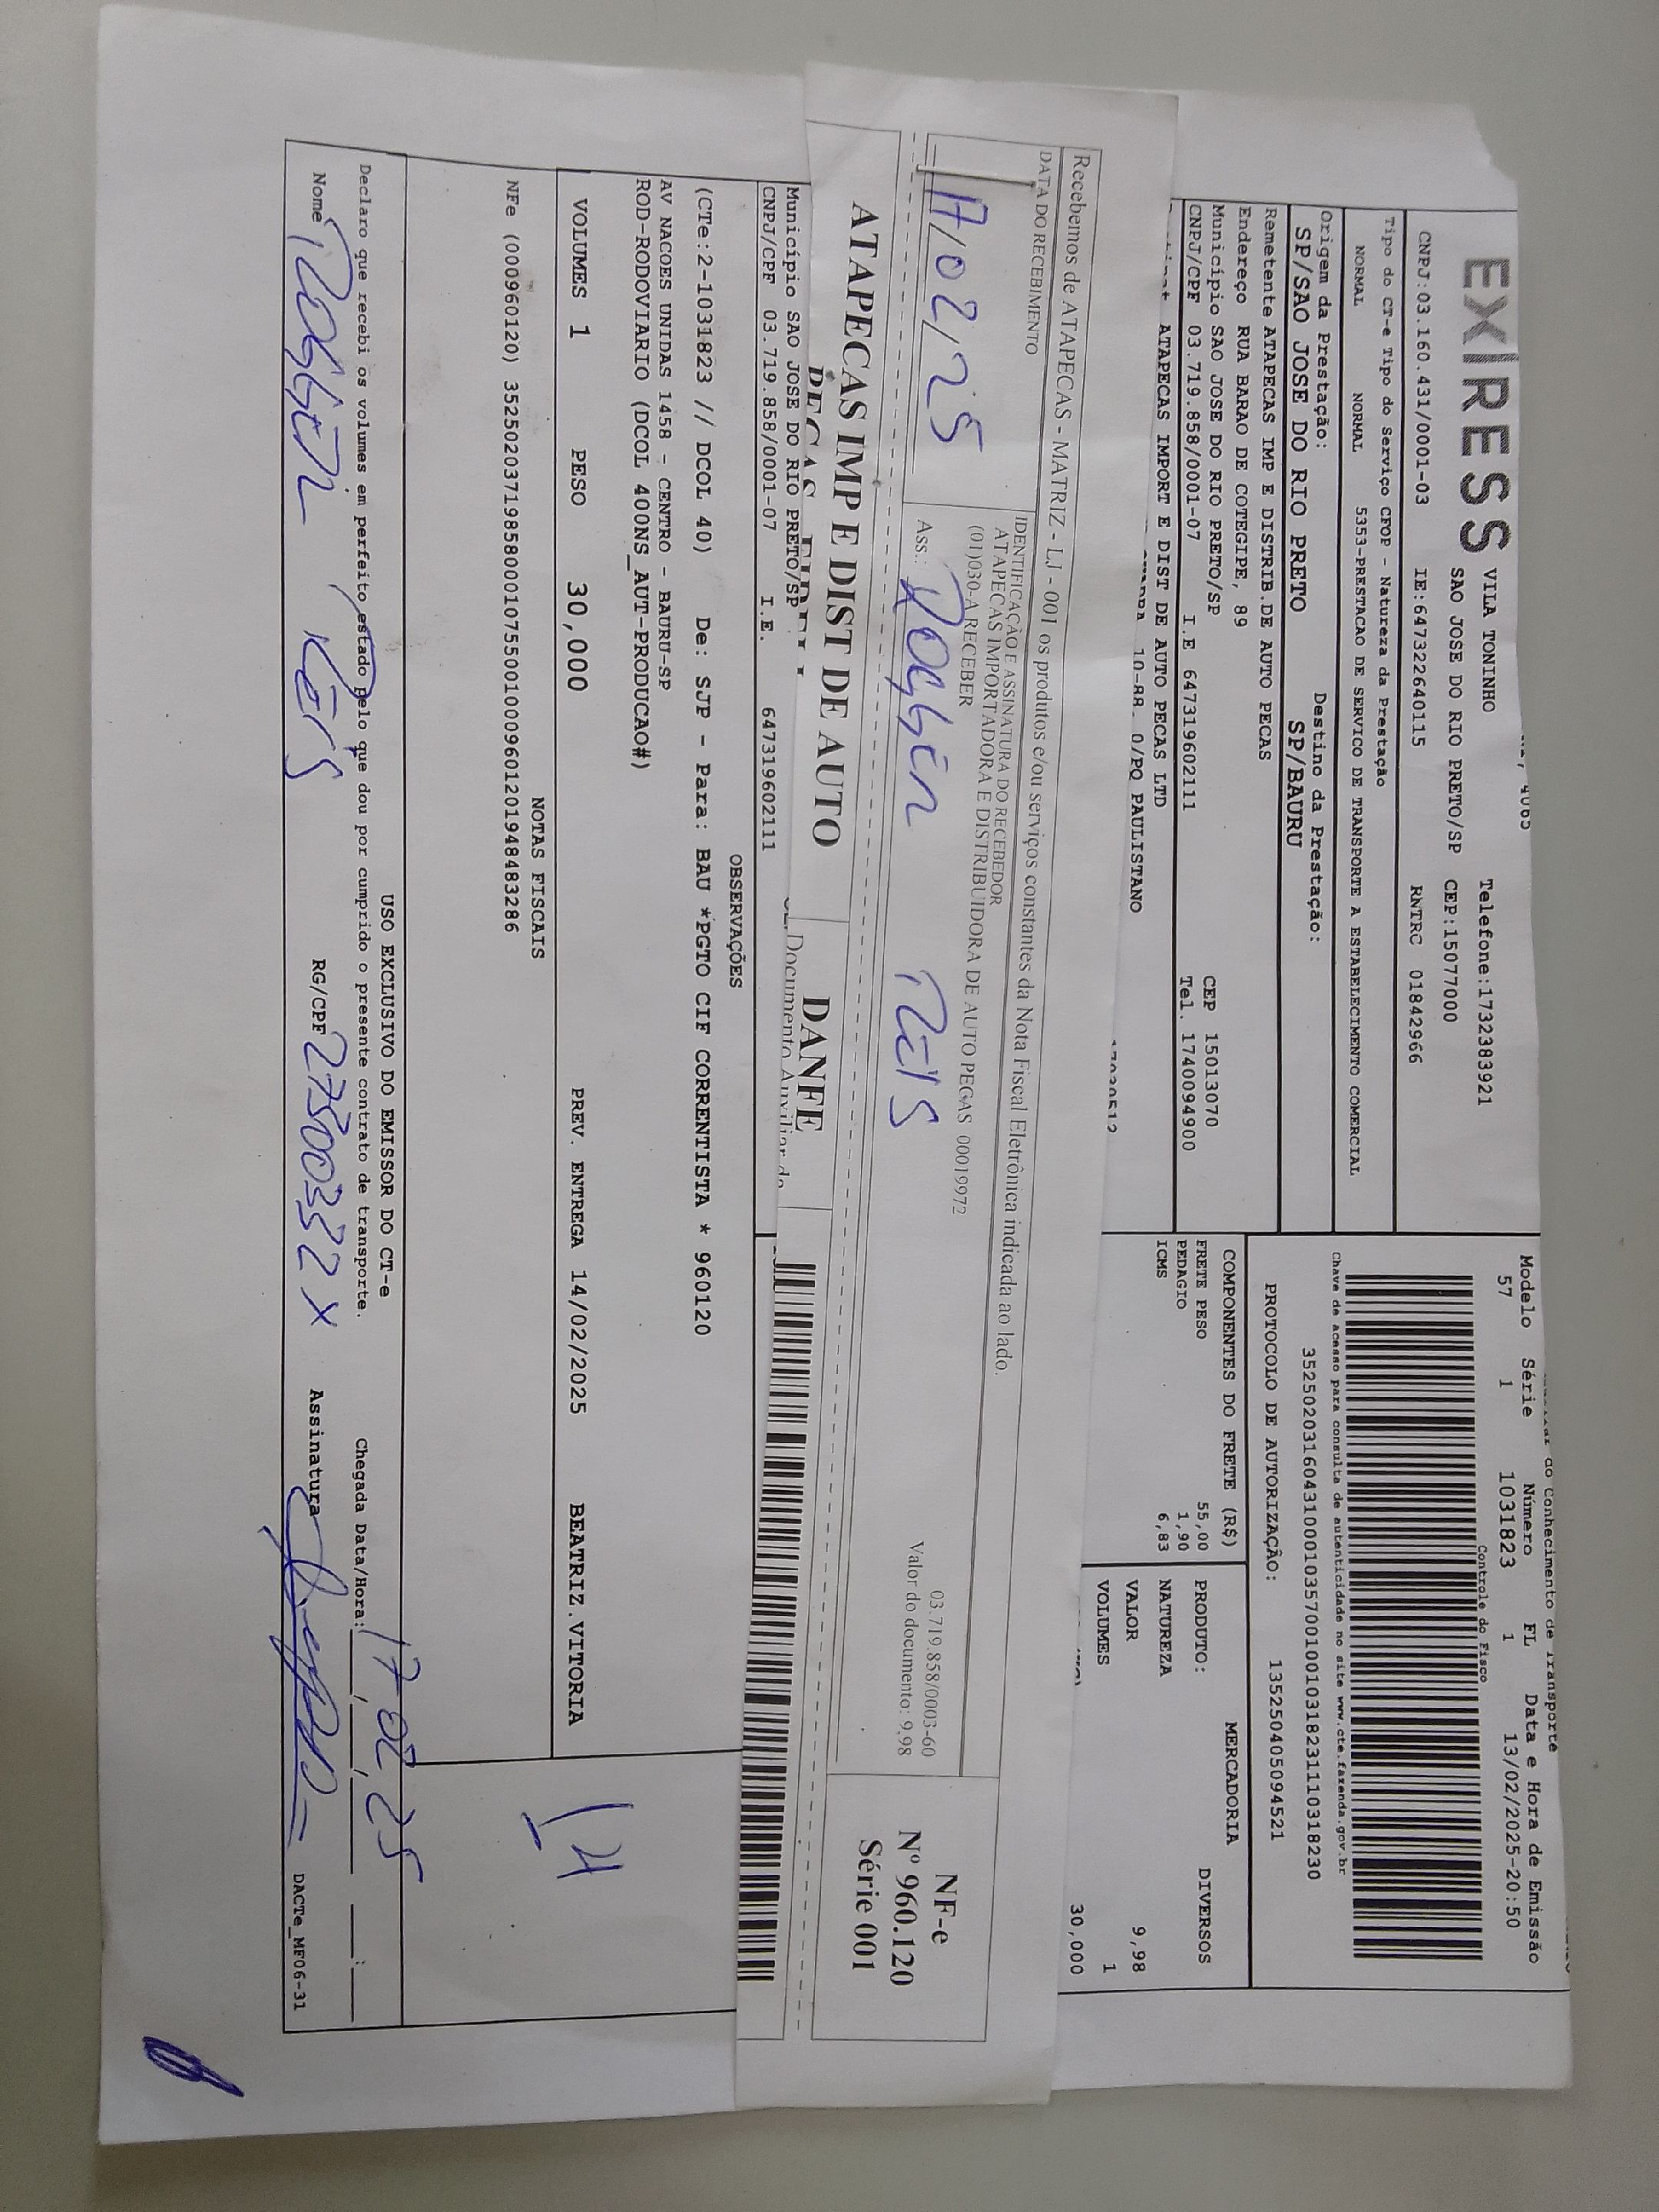 EXPRESS
VILA TONINHO Telefone:1732383921
SAO JOSE DO RIO PRETO/SP CEP:15077000
CNPJ:03.160.431/0001-03 IE:647322640115 RNTRC 01842966
Tipo do CT-e Tipo do Serviço CFOP - Natureza da Prestação
NORMAL NORMAL 5353-PRESTACAO DE SERVICO DE TRANSPORTE A ESTABELECIMENTO COMERCIAL
Origem da Prestação: Destino da Prestação:
SP/SAO JOSE DO RIO PRETO SP/BAURU
Remetente ATAPECAS IMP E DISTRIB.DE AUTO PECAS
Endereço RUA BARAO DE COTEGIPE, 89
Município SAO JOSE DO RIO PRETO/SP CEP 15013070
CNPJ/CPF 03.719.858/0001-07 I.E 647319602111 Tel. 1740094900
ATAPECAS IMPORT E DIST DE AUTO PECAS LTD
10-88. 0/PQ PAULISTANO
do Conhecimento de Transporte
Modelo Série Número FL Data e Hora de Emissão
57 1 1031823 1 13/02/2025-20:50
Controle do Fisco
Chave de acesso para consulta de autenticidade no site www.cte.fazenda.gov.br
35250203160431000103570010010318231110318230
PROTOCOLO DE AUTORIZAÇÃO: 135250405094521
COMPONENTES DO FRETE (R$)
FRETE PESO 55,00
PEDAGIO 1,90
ICMS 6,83
MERCADORIA
PRODUTO: DIVERSOS
NATUREZA
VALOR 9,98
VOLUMES 1
30,000
Recebemos de ATAPECAS - MATRIZ - LJ - 001 os produtos e/ou serviços constantes da Nota Fiscal Eletrônica indicada ao lado.
DATA DO RECEBIMENTO
17/02/25
IDENTIFICAÇÃO E ASSINATURA DO RECEBEDOR
ATAPECAS IMPORTADORA E DISTRIBUIDORA DE AUTO PECAS 00019972
(01)030-A RECEBER
03.719.858/0003-60
Valor do documento: 9,98
Ass.: Rogger Reis
NF-e
Nº 960.120
Série 001
ATAPECAS IMP E DIST DE AUTO
DANFE
Documento Auxiliar da
Município SAO JOSE DO RIO PRETO/SP
CNPJ/CPF 03.719.858/0001-07 I.E. 647319602111
OBSERVAÇÕES
(CTe:2-1031823 // DCOL 40) De: SJP - Para: BAU *PGTO CIF CORRENTISTA * 960120
AV NACOES UNIDAS 1458 - CENTRO - BAURU-SP
ROD-RODOVIARIO (DCOL 400NS_AUT-PRODUCAO#)
VOLUMES 1 PESO 30,000 PREV. ENTREGA 14/02/2025 BEATRIZ.VITORIA
NOTAS FISCAIS
NFe (000960120) 35250203719858000107550010009601201948483286
14
USO EXCLUSIVO DO EMISSOR DO CT-e
Declaro que recebi os volumes em perfeito estado pelo que dou por cumprido o presente contrato de transporte.
Chegada Data/Hora: 17 02 25
Nome Rogger Reis RG/CPF 27500332 X Assinatura
DACTe_MF06-31